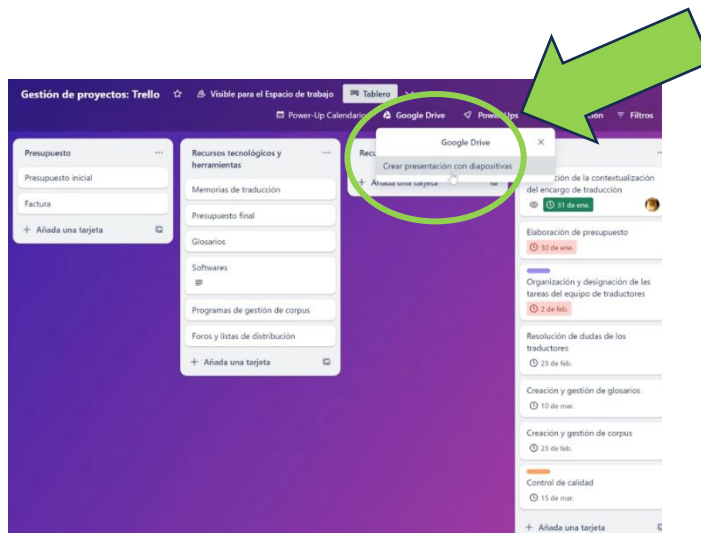 Gestión de proyectos: Trello
Visible para el Espacio de trabajo
Tablero
Power-Up Calendario
Google Drive
Filtros
Presupuesto
Presupuesto inicial
Factura
+ Añada una tarjeta
Recursos tecnológicos y
herramientas
Memorias de traducción
Presupuesto final
Glosarios
Softwares
Programas de gestión de corpus
Foros y listas de distribución
+ Añada una tarjeta
Google Drive
Crear presentación con diapositivas
+ Añada una tarjeta
de la contextualización
del encargo de traducción
31 de ene.
Elaboración de presupuesto
30 de ene.
Organización y designación de las
tareas del equipo de traductores
2 de feb.
Resolución de dudas de los
traductores
23 de feb.
Creación y gestión de glosarios
10 de mar.
Creación y gestión de corpus
23 de feb.
Control de calidad
15 de mar.
+ Añada una tarjeta